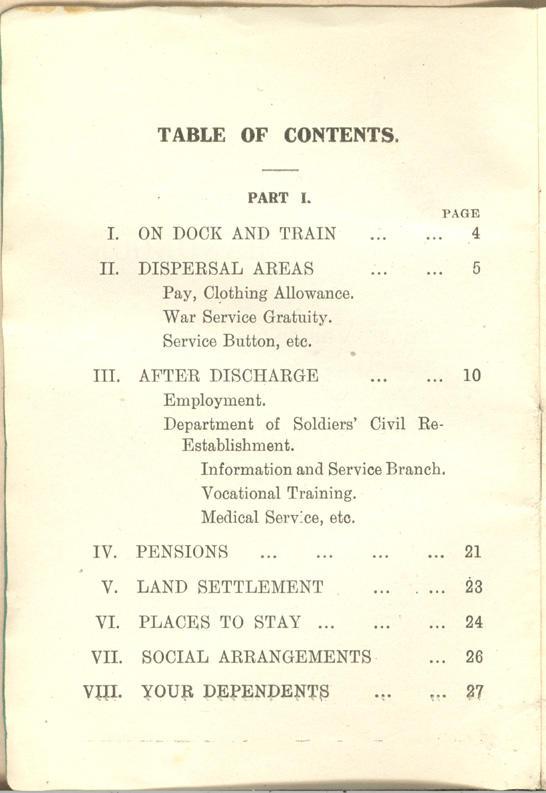 TABLE OF CONTENTS.
PART I.
PAGE
I. ON DOCK AND TRAIN ... ... 4
II. DISPERSAL AREAS ... ... 5
Pay, Clothing Allowance.
War Service Gratuity.
Service Button, etc.
III. AFTER DISCHARGE ... ... 10
Employment.
Department of Soldiers' Civil Re-
Establishment.
Information and Service Branch.
Vocational Training.
Medical Service, etc.
IV. PENSIONS ... ... ... ... 21
V. LAND SETTLEMENT ... ... 23
VI. PLACES TO STAY ... ... ... 24
VII. SOCIAL ARRANGEMENTS ... 26
VIII. YOUR DEPENDENTS ... ... 27